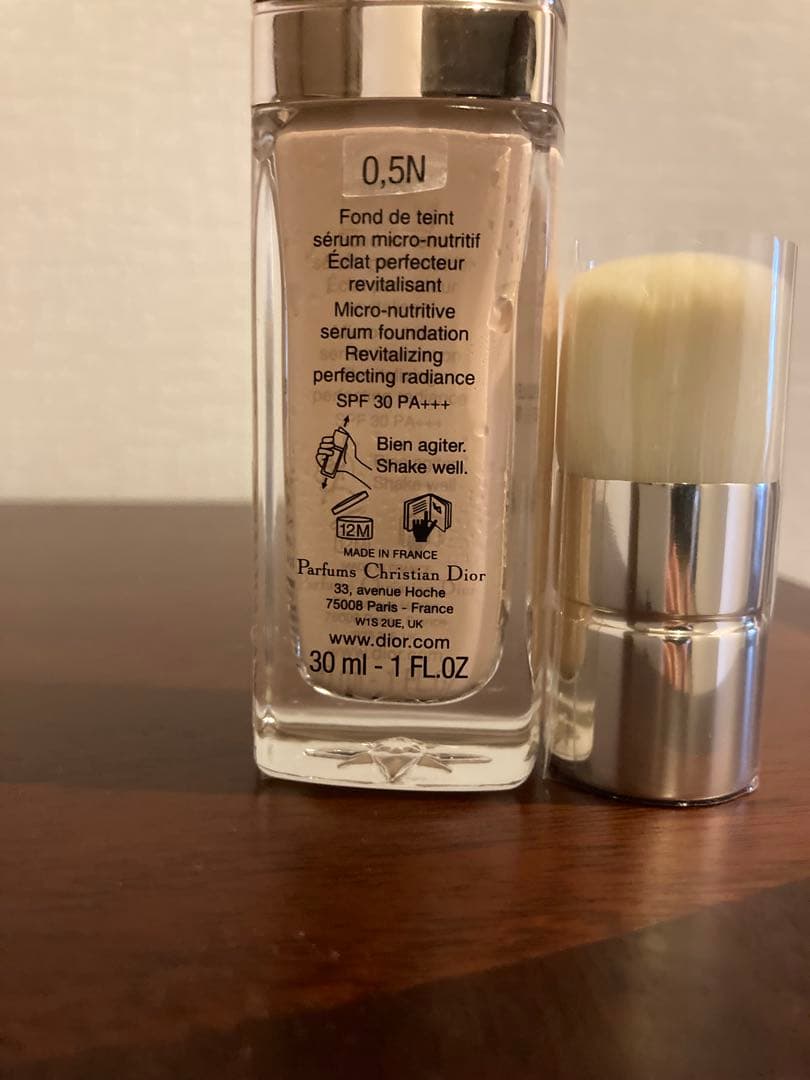 0,5N
Fond de teint
sérum micro-nutritif
Éclat perfecteur
revitalisant
Micro-nutritive
serum foundation
Revitalizing
perfecting radiance
SPF 30 PA+++
Bien agiter.
Shake well.
12M
MADE IN FRANCE
Parfums Christian Dior
33, avenue Hoche
75008 Paris - France
W1S 2UE, UK
www.dior.com
30 ml - 1 FL.OZ